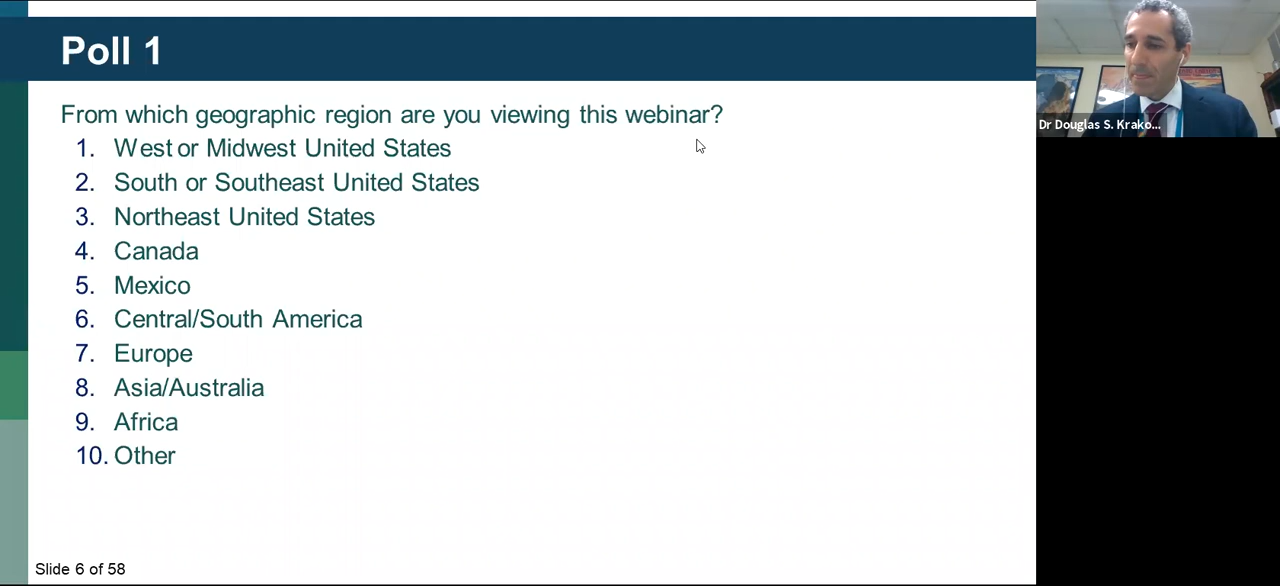 Poll 1
From which geographic region are you viewing this webinar?
1. West or Midwest United States
2. South or Southeast United States
3. Northeast United States
4. Canada
5. Mexico
6. Central/South America
7. Europe
8. Asia/Australia
9. Africa
10. Other
Slide 6 of 58
Dr Douglas S. Krako...